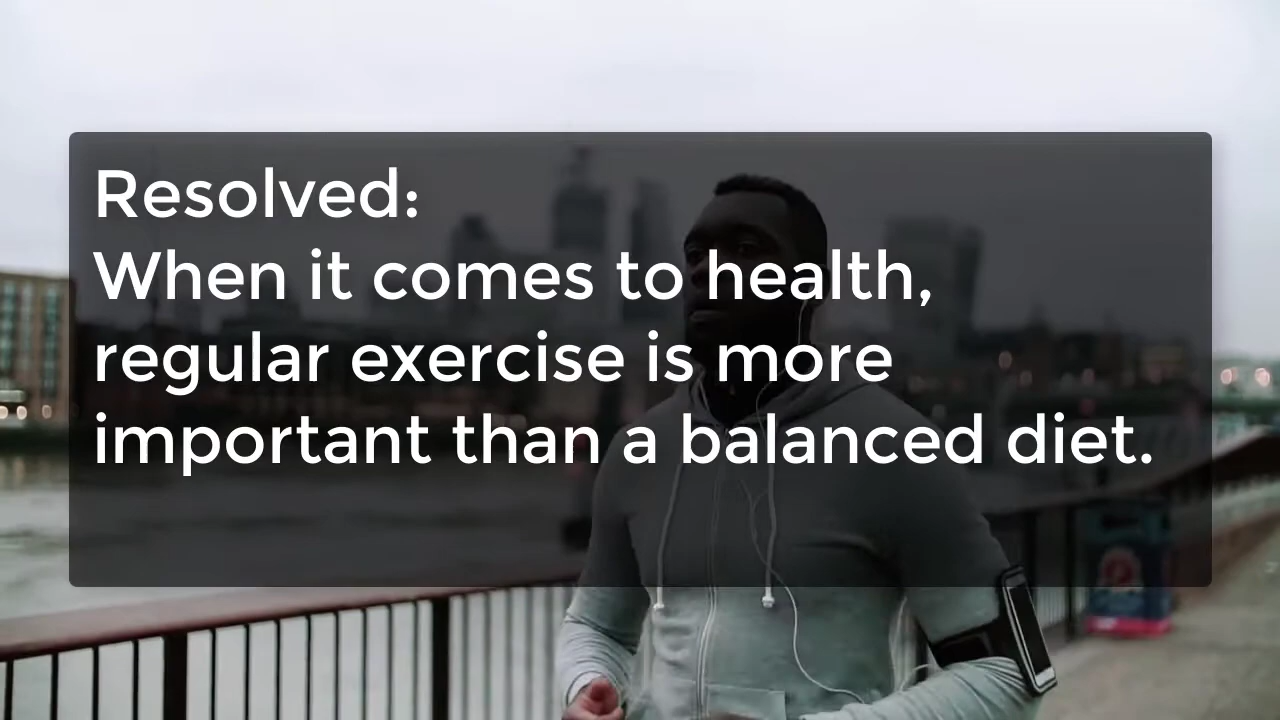 Resolved:
When it comes to health,
regular exercise is more
important than a balanced diet.